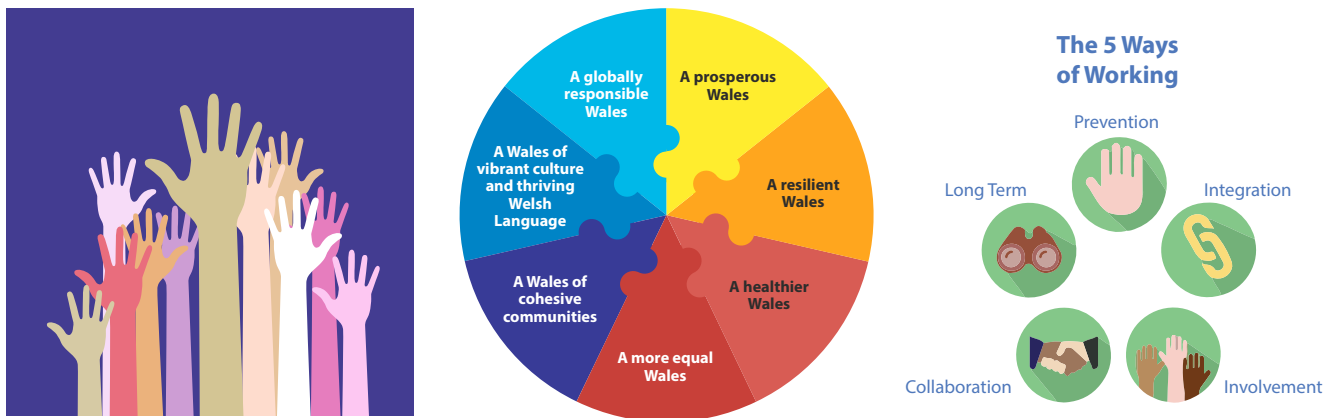 A globally
responsible
Wales
A prosperous
Wales
A Wales of
vibrant culture
and thriving
Welsh
Language
A resilient
Wales
A Wales of
cohesive
communities
A healthier
Wales
A more equal
Wales
The 5 Ways
of Working
Prevention
Long Term
Integration
Collaboration
Involvement